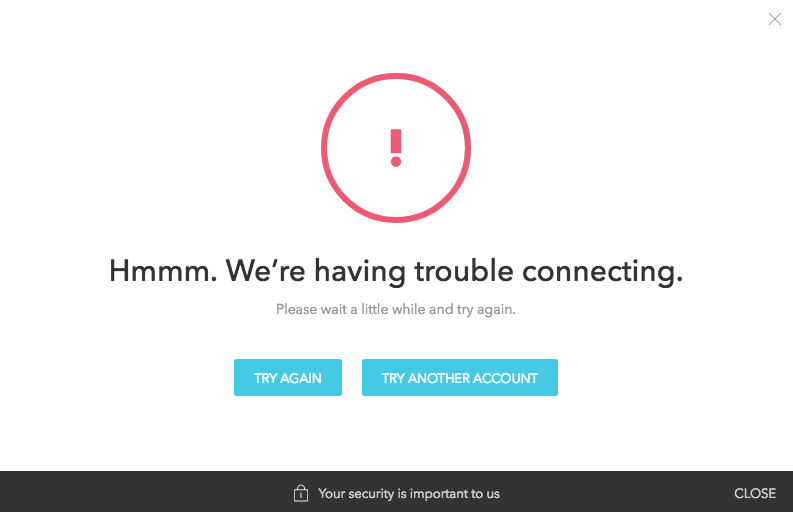 !
Hmmm. We’re having trouble connecting.
Please wait a little while and try again.
TRY AGAIN
TRY ANOTHER ACCOUNT
Your security is important to us
CLOSE